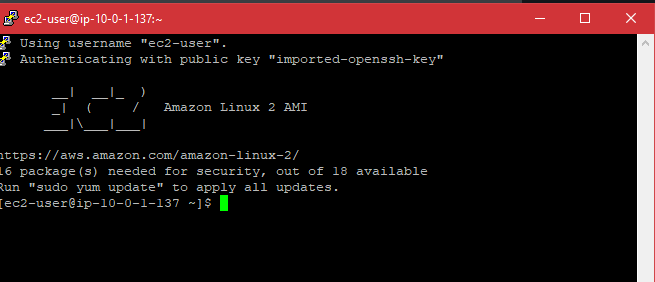 ec2-user@ip-10-0-1-137:~
Using username "ec2-user".
Authenticating with public key "imported-openssh-key"
__|  __|_  )
_|  (     /   Amazon Linux 2 AMI
___|\___|___|
https://aws.amazon.com/amazon-linux-2/
16 package(s) needed for security, out of 18 available
Run "sudo yum update" to apply all updates.
[ec2-user@ip-10-0-1-137 ~]$